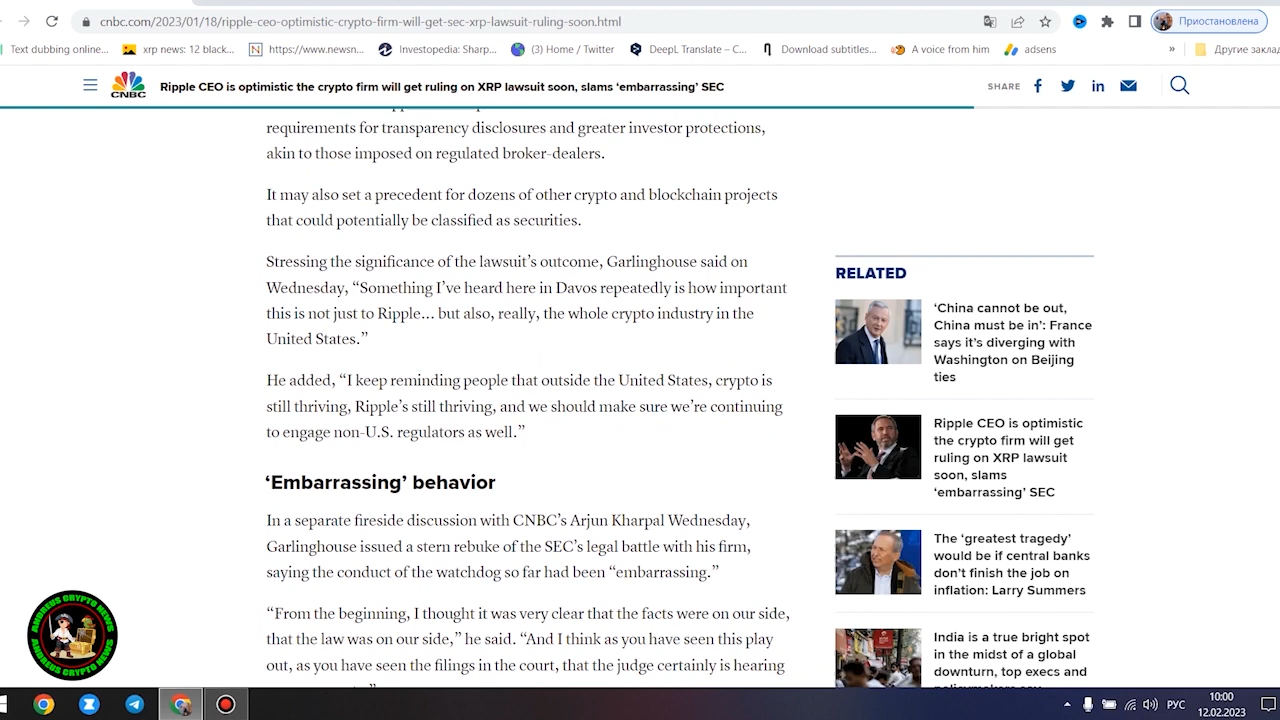 cnbc.com/2023/01/18/ripple-ceo-optimistic-crypto-firm-will-get-sec-xrp-lawsuit-ruling-soon.html
Приостановлена
Text dubbing online...
xrp news: 12 black...
https://www.newsn...
Investopedia: Sharp...
(3) Home / Twitter
DeepL Translate – C...
Download subtitles...
A voice from him
adsens
»
Другие заклад
CNBC
Ripple CEO is optimistic the crypto firm will get ruling on XRP lawsuit soon, slams ‘embarrassing’ SEC
SHARE
requirements for transparency disclosures and greater investor protections,
akin to those imposed on regulated broker-dealers.
It may also set a precedent for dozens of other crypto and blockchain projects
that could potentially be classified as securities.
Stressing the significance of the lawsuit’s outcome, Garlinghouse said on
Wednesday, “Something I’ve heard here in Davos repeatedly is how important
this is not just to Ripple… but also, really, the whole crypto industry in the
United States.”
He added, “I keep reminding people that outside the United States, crypto is
still thriving, Ripple’s still thriving, and we should make sure we’re continuing
to engage non-U.S. regulators as well.”
‘Embarrassing’ behavior
In a separate fireside discussion with CNBC’s Arjun Kharpal Wednesday,
Garlinghouse issued a stern rebuke of the SEC’s legal battle with his firm,
saying the conduct of the watchdog so far had been “embarrassing.”
“From the beginning, I thought it was very clear that the facts were on our side,
that the law was on our side,” he said. “And I think as you have seen this play
out, as you have seen the filings in the court, that the judge certainly is hearing
RELATED
‘China cannot be out,
China must be in’: France
says it’s diverging with
Washington on Beijing
ties
Ripple CEO is optimistic
the crypto firm will get
ruling on XRP lawsuit
soon, slams
‘embarrassing’ SEC
The ‘greatest tragedy’
would be if central banks
don’t finish the job on
inflation: Larry Summers
India is a true bright spot
in the midst of a global
downturn, top execs and
ANDREUS CRYPTO NEWS
ANDREUS CRYPTO NEWS
РУС
10:00
12.02.2023